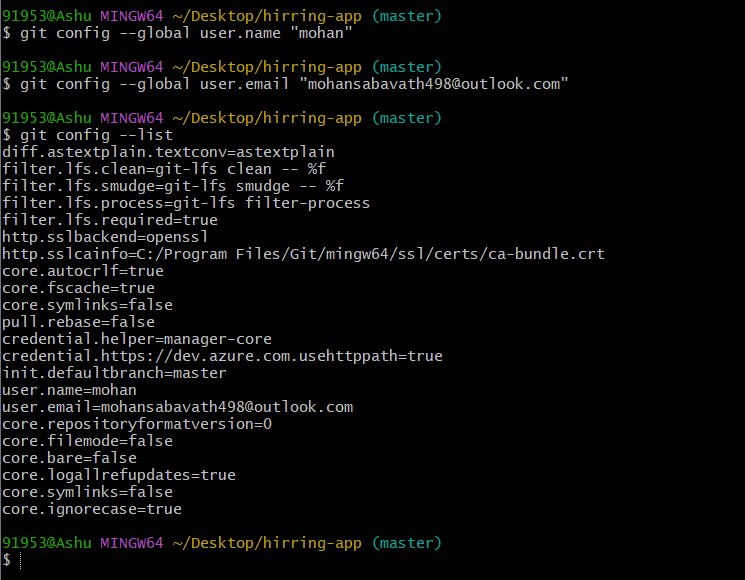 91953@Ashu MINGW64 ~/Desktop/hirring-app (master)
$ git config --global user.name "mohan"
91953@Ashu MINGW64 ~/Desktop/hirring-app (master)
$ git config --global user.email "mohansabavath498@outlook.com"
91953@Ashu MINGW64 ~/Desktop/hirring-app (master)
$ git config --list
diff.astextplain.textconv=astextplain
filter.lfs.clean=git-lfs clean -- %f
filter.lfs.smudge=git-lfs smudge -- %f
filter.lfs.process=git-lfs filter-process
filter.lfs.required=true
http.sslbackend=openssl
http.sslcainfo=C:/Program Files/Git/mingw64/ssl/certs/ca-bundle.crt
core.autocrlf=true
core.fscache=true
core.symlinks=false
pull.rebase=false
credential.helper=manager-core
credential.https://dev.azure.com.usehttppath=true
init.defaultbranch=master
user.name=mohan
user.email=mohansabavath498@outlook.com
core.repositoryformatversion=0
core.filemode=false
core.bare=false
core.logallrefupdates=true
core.symlinks=false
core.ignorecase=true
91953@Ashu MINGW64 ~/Desktop/hirring-app (master)
$